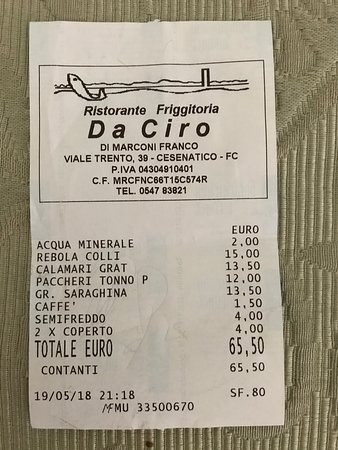 Ristorante Friggitoria
Da Ciro
DI MARCONI FRANCO
VIALE TRENTO, 39 - CESENATICO - FC
P.IVA 04304910401
C.F. MRCFNC66T15C574R
TEL. 0547 83821
EURO
ACQUA MINERALE 2,00
REBOLA COLLI 15,00
CALAMARI GRAT 13,50
PACCHERI TONNO P 12,00
GR. SARAGHINA 13,50
CAFFE' 1,50
SEMIFREDDO 4,00
2 X COPERTO 4,00
TOTALE EURO 65,50
CONTANTI 65,50
19/05/18 21:18 SF.80
MFMU 33500670